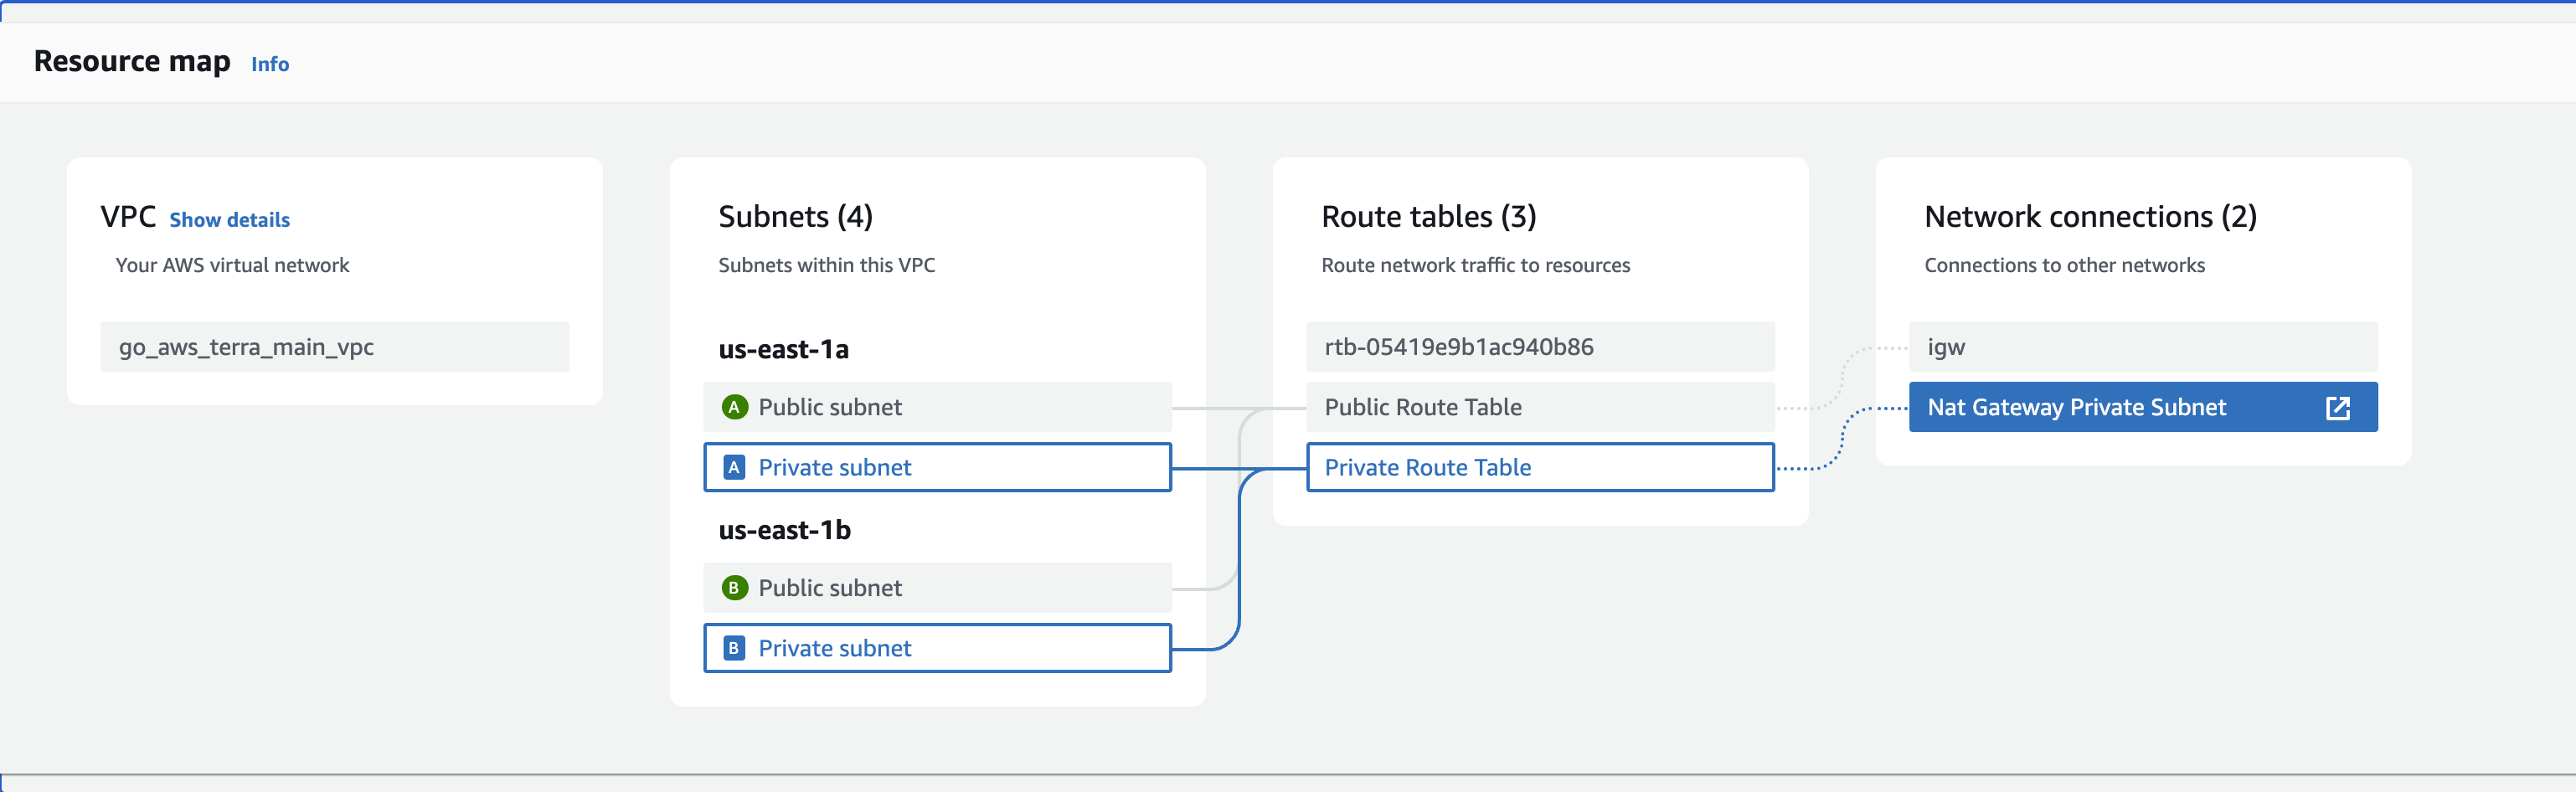 Resource map Info
VPC Show details
Your AWS virtual network
go_aws_terra_main_vpc
Subnets (4)
Subnets within this VPC
us-east-1a
A Public subnet
A Private subnet
us-east-1b
B Public subnet
B Private subnet
Route tables (3)
Route network traffic to resources
rtb-05419e9b1ac940b86
Public Route Table
Private Route Table
Network connections (2)
Connections to other networks
igw
Nat Gateway Private Subnet